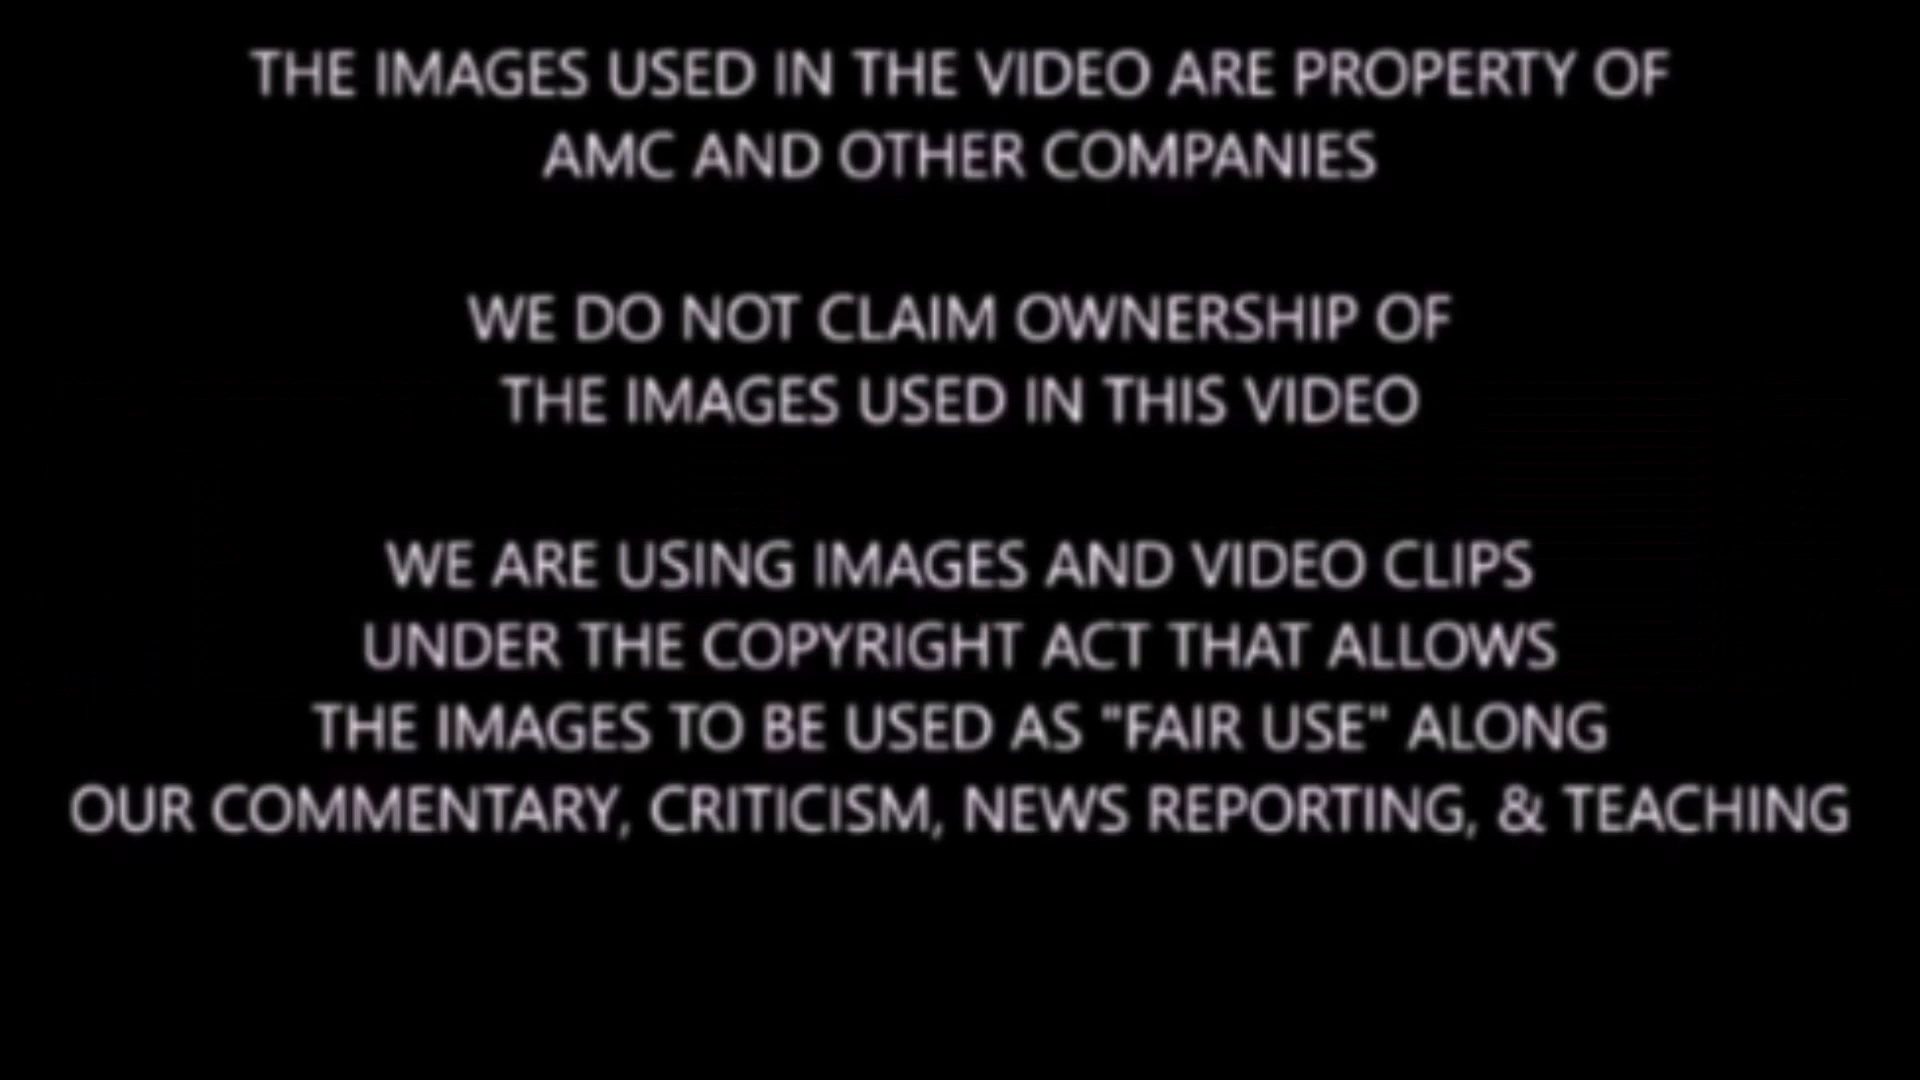 THE IMAGES USED IN THE VIDEO ARE PROPERTY OF
AMC AND OTHER COMPANIES
WE DO NOT CLAIM OWNERSHIP OF
THE IMAGES USED IN THIS VIDEO
WE ARE USING IMAGES AND VIDEO CLIPS
UNDER THE COPYRIGHT ACT THAT ALLOWS
THE IMAGES TO BE USED AS "FAIR USE" ALONG
OUR COMMENTARY, CRITICISM, NEWS REPORTING, & TEACHING